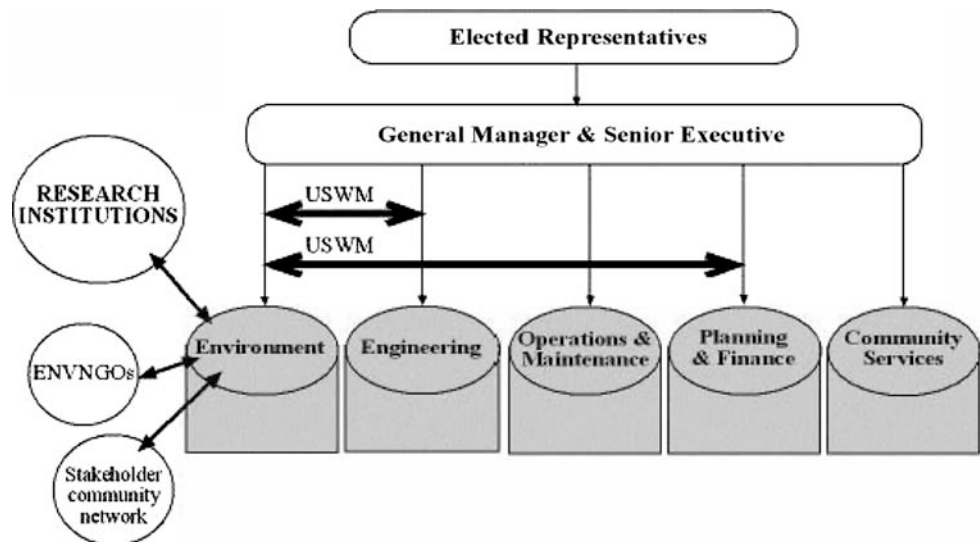 Elected Representatives
General Manager & Senior Executive
USWM
USWM
RESEARCH
INSTITUTIONS
ENVNGOs
Stakeholder
community
network
Environment
Engineering
Operations &
Maintenance
Planning
& Finance
Community
Services